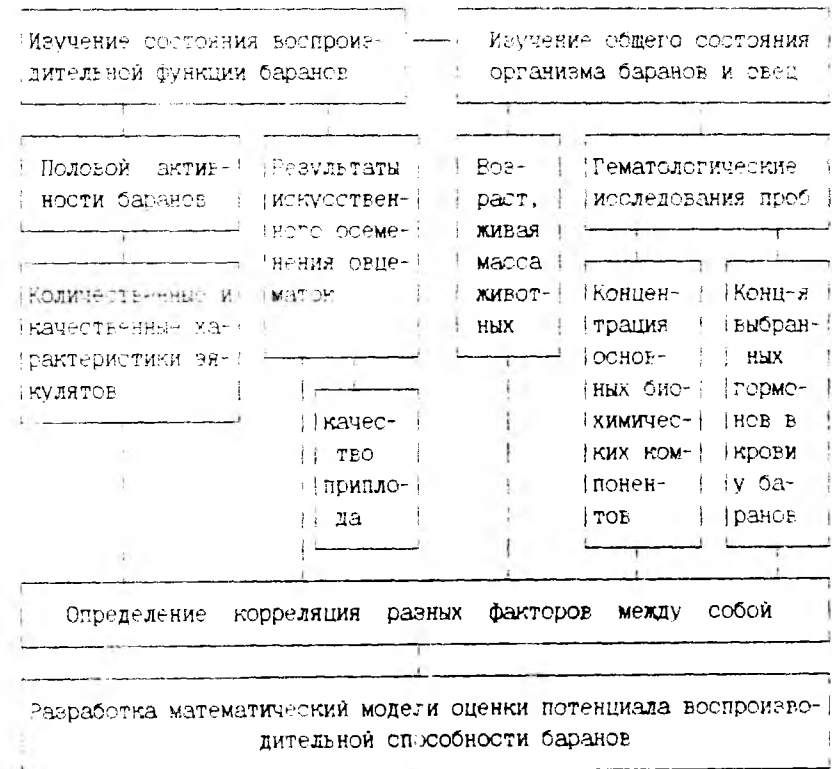 Изучение состояния воспроиз-
дительной функции баранов
Изучение общего состояния
организма баранов и овец
Половой актив-
ности баранов
Количественные и
качественные ха-
рактеристики эя-
кулятов
Результаты
искусствен-
ного осеме-
нения овце-
маток
качес-
тво
припло-
да
Воз-
раст,
живая
масса
живот-
ных
Гематологические
исследования проб
Концен-
трация
основ-
ных био-
химичес-
ких ком-
понен-
тов
Конц-я
выбран-
ных
гормо-
нов в
крови
у ба-
ранов
Определение корреляция разных факторов между собой
Разработка математический модели оценки потенциала воспроизво-
дительной способности баранов